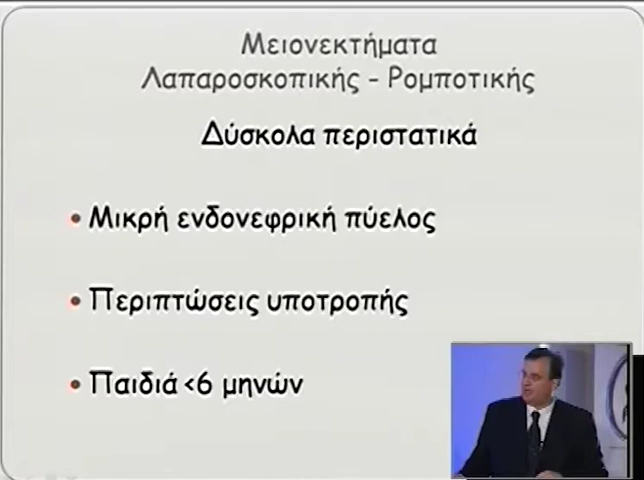 Μειονεκτήματα
Λαπαροσκοπικής - Ρομποτικής
Δύσκολα περιστατικά
• Μικρή ενδονεφρική πύελος
• Περιπτώσεις υποτροπής
• Παιδιά <6 μηνών